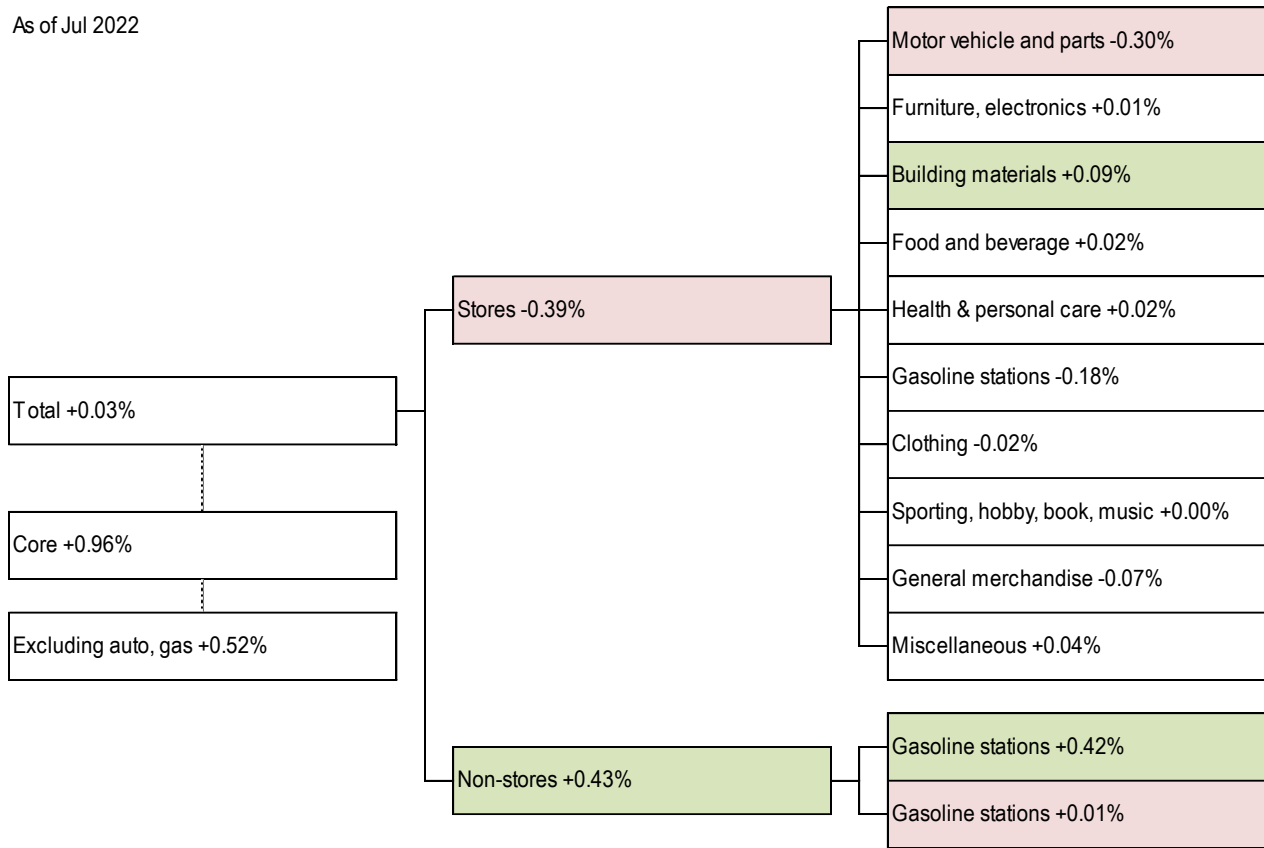 As of Jul 2022
Total +0.03%
Core +0.96%
Excluding auto, gas +0.52%
Stores -0.39%
Non-stores +0.43%
Motor vehicle and parts -0.30%
Furniture, electronics +0.01%
Building materials +0.09%
Food and beverage +0.02%
Health & personal care +0.02%
Gasoline stations -0.18%
Clothing -0.02%
Sporting, hobby, book, music +0.00%
General merchandise -0.07%
Miscellaneous +0.04%
Gasoline stations +0.42%
Gasoline stations +0.01%